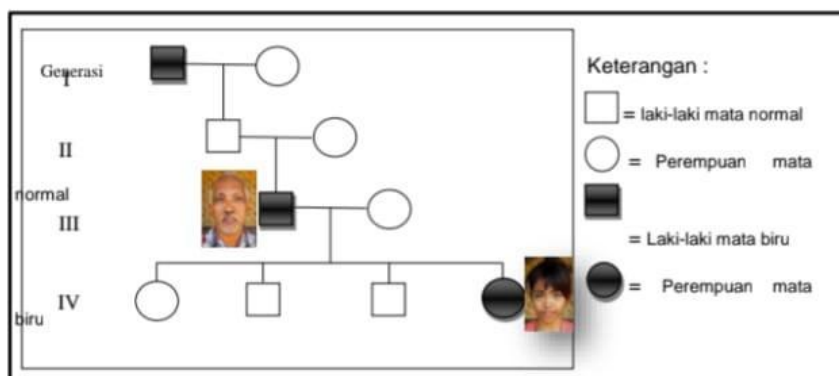 Generasi
I
II
normal
III
IV
biru
Keterangan :
= laki-laki mata normal
= Perempuan mata
= Laki-laki mata biru
= Perempuan mata